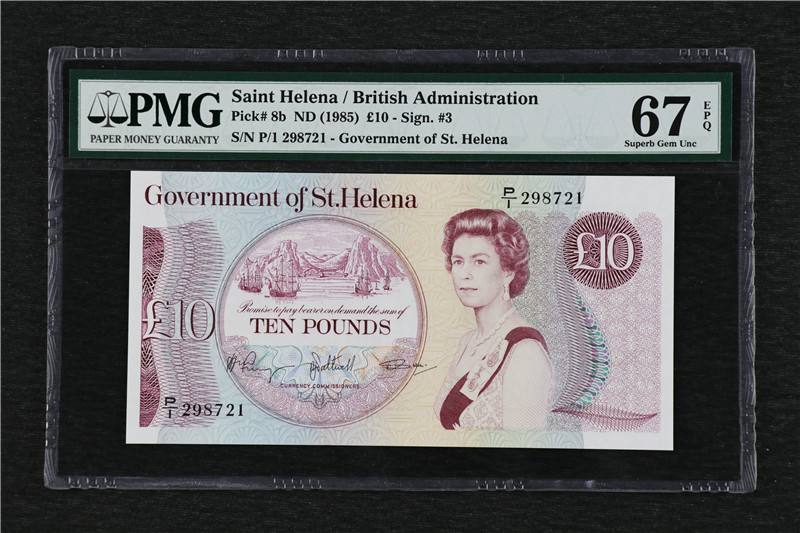 PMG
PAPER MONEY GUARANTY
Saint Helena / British Administration
Pick# 8b ND (1985) £10 - Sign. #3
S/N P/1 298721 - Government of St. Helena
67
EPQ
Superb Gem Unc
Government of St.Helena
P/1 298721
£10
£10
Promise to pay bearer on demand the sum of
TEN POUNDS
CURRENCY COMMISSIONERS
P/1 298721